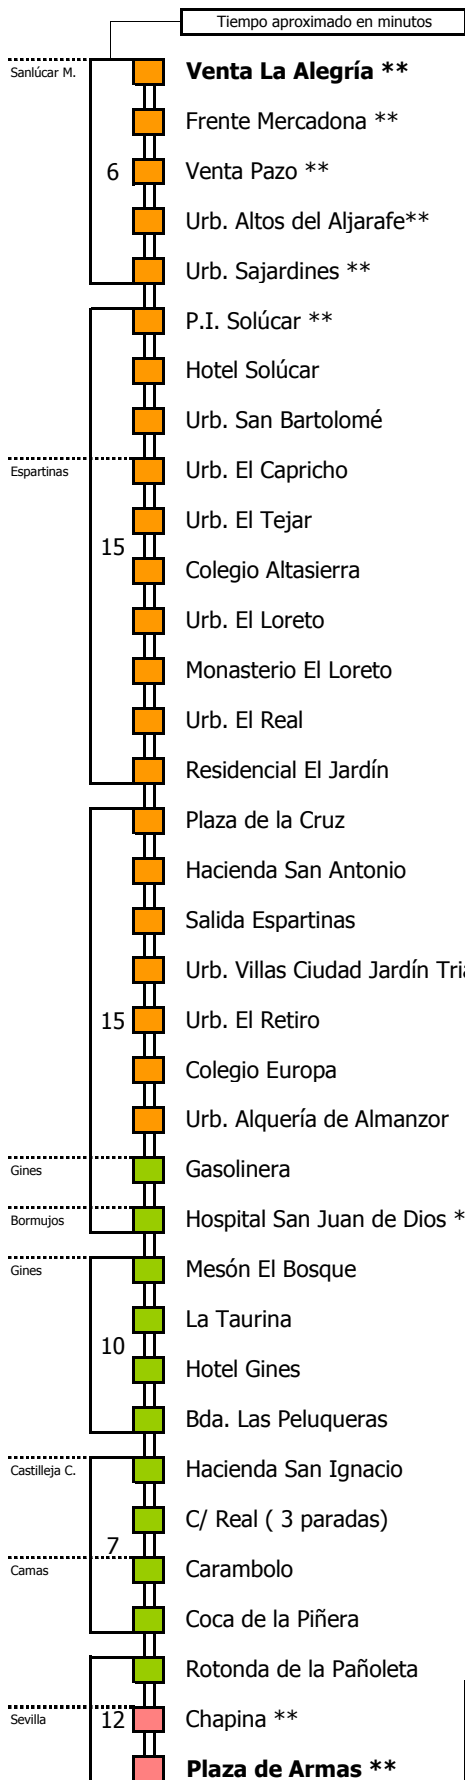 Tiempo aproximado en minutos
Sanlúcar M.
Venta La Alegría **
Frente Mercadona **
6
Venta Pazo **
Urb. Altos del Aljarafe**
Urb. Sajardines **
P.I. Solúcar **
Hotel Solúcar
Urb. San Bartolomé
Espartinas
Urb. El Capricho
Urb. El Tejar
15
Colegio Altasierra
Urb. El Loreto
Monasterio El Loreto
Urb. El Real
Residencial El Jardín
Plaza de la Cruz
Hacienda San Antonio
Salida Espartinas
Urb. Villas Ciudad Jardín
15
Urb. El Retiro
Colegio Europa
Urb. Alquería de Almanzor
Gines
Gasolinera
Bormujos
Hospital San Juan de Dios *
Gines
Mesón El Bosque
La Taurina
10
Hotel Gines
Bda. Las Peluqueras
Castilleja C.
Hacienda San Ignacio
C/ Real ( 3 paradas)
7
Camas
Carambolo
Coca de la Piñera
Rotonda de la Pañoleta
Sevilla
12
Chapina **
Plaza de Armas **